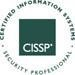 CERTIFIED INFORMATION SYSTEMS
CISSP®
SECURITY PROFESSIONAL